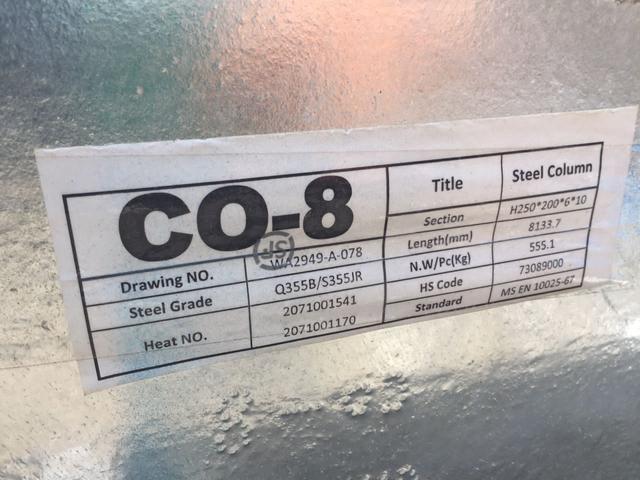 CO-8
JS
Drawing NO. WA2949-A-078
Steel Grade Q355B/S355JR
Heat NO. 2071001541
2071001170
Title Steel Column
Section H250*200*6*10
Length(mm) 8133.7
N.W/Pc(Kg) 555.1
HS Code 73089000
Standard MS EN 10025-6T